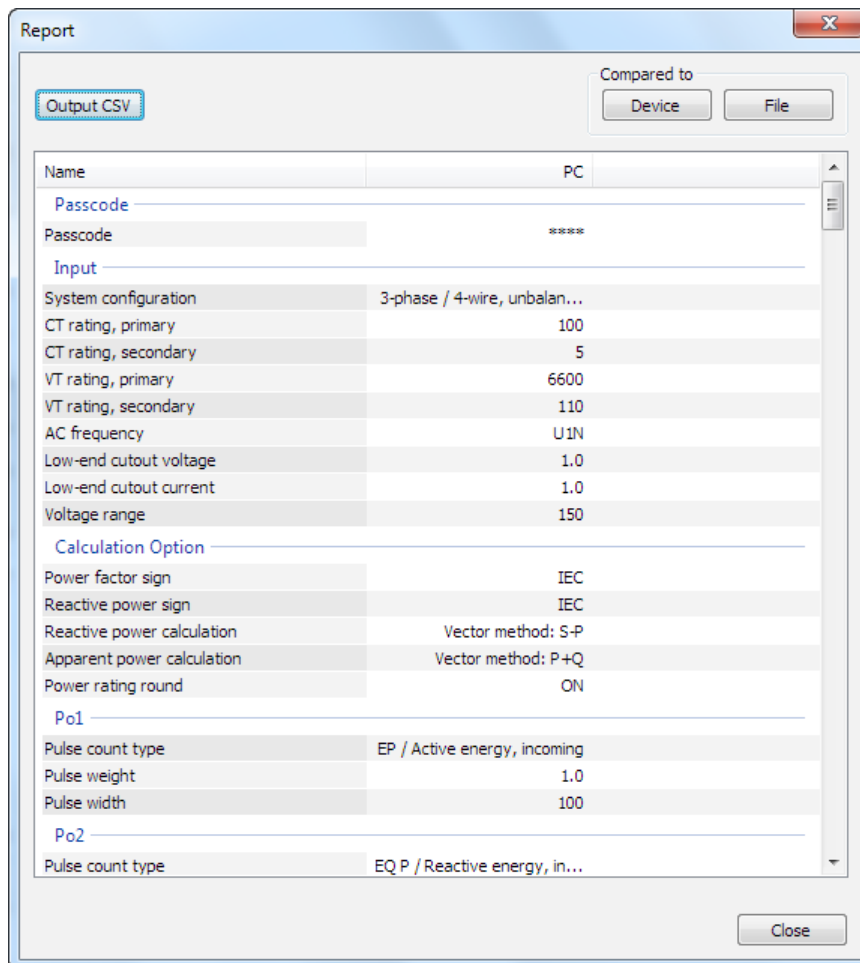 Report
Compared to
Output CSV Device File
Name PC
Passcode
Passcode ****
Input
System configuration 3-phase / 4-wire, unbalan...
CT rating, primary 100
CT rating, secondary 5
VT rating, primary 6600
VT rating, secondary 110
AC frequency U1N
Low-end cutout voltage 1.0
Low-end cutout current 1.0
Voltage range 150
Calculation Option
Power factor sign IEC
Reactive power sign IEC
Reactive power calculation Vector method: S-P
Apparent power calculation Vector method: P+Q
Power rating round ON
Po1
Pulse count type EP / Active energy, incoming
Pulse weight 1.0
Pulse width 100
Po2
Pulse count type EQ P / Reactive energy, in...
Close